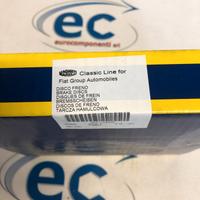 ec
eurocomponenti srl
Classic Line for
Fiat Group Automobiles
DISCO FRENO
BRAKE DISCS
DISQUES DE FREIN
BREMSSCHEIBEN
DISCOS DE FRENO
TARCZA HAMULCOWA
ec